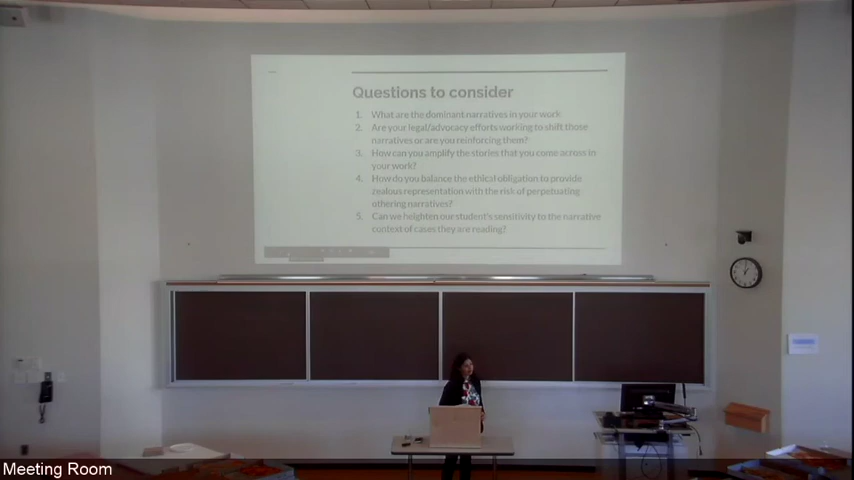 Questions to consider
1. What are the dominant narratives in your work
2. Are your legal/advocacy efforts working to shift those
narratives or are you reinforcing them?
3. How can you amplify the stories that you come across in
your work?
4. How do you balance the ethical obligation to provide
zealous representation with the risk of perpetuating
othering narratives?
5. Can we heighten our student's sensitivity to the narrative
context of cases they are reading?
Meeting Room